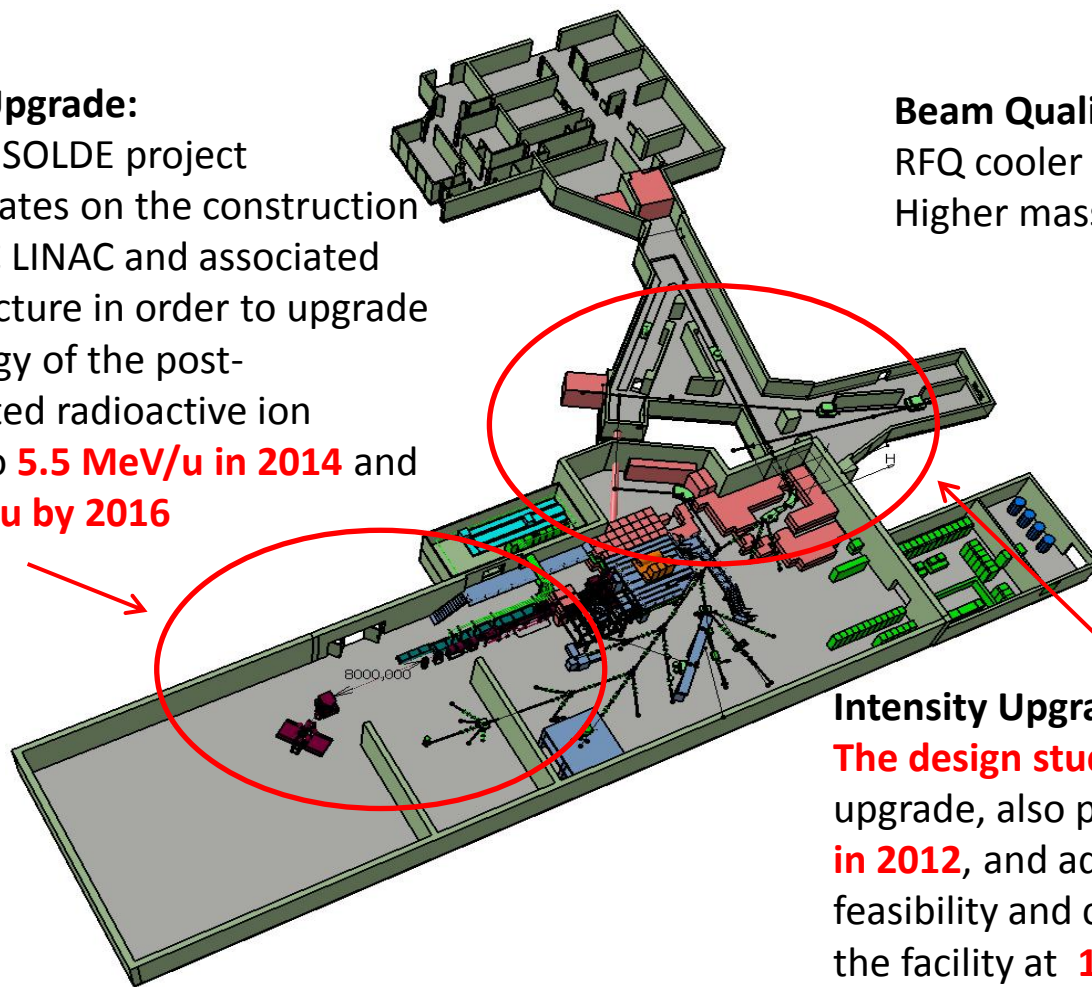 Upgrade:
SOLDE project
ates on the construction
LINAC and associated
cture in order to upgrade
gy of the post-
ted radioactive ion
5.5 MeV/u in 2014 and
u by 2016
Beam Quali
RFQ cooler
Higher mass
H
8000,000
Intensity Upgra
The design stu
upgrade, also p
in 2012, and ad
feasibility and c
the facility at 1